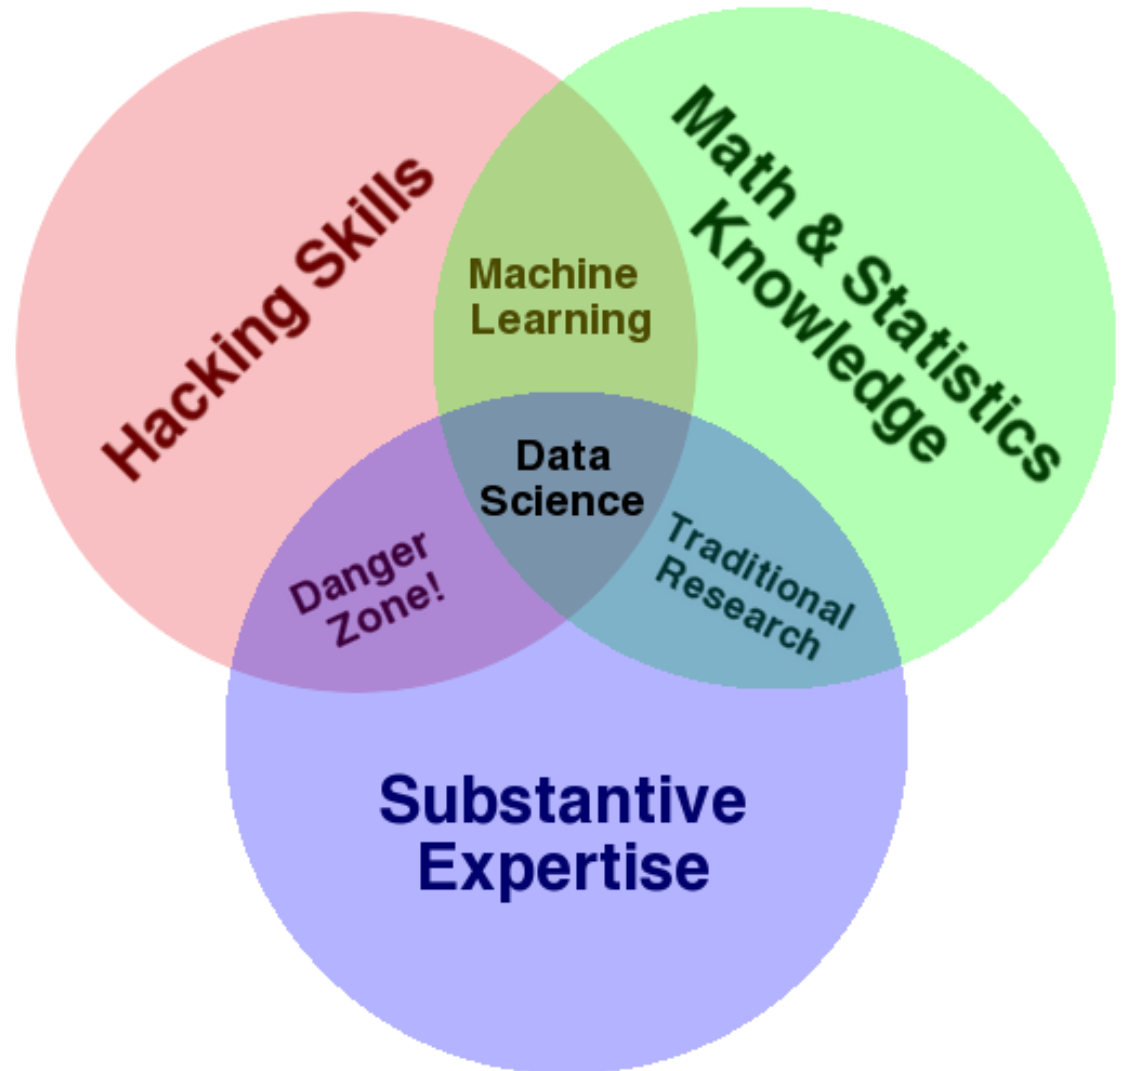 Hacking Skills
Math & Statistics
Knowledge
Machine
Learning
Data
Science
Danger
Zone!
Traditional
Research
Substantive
Expertise